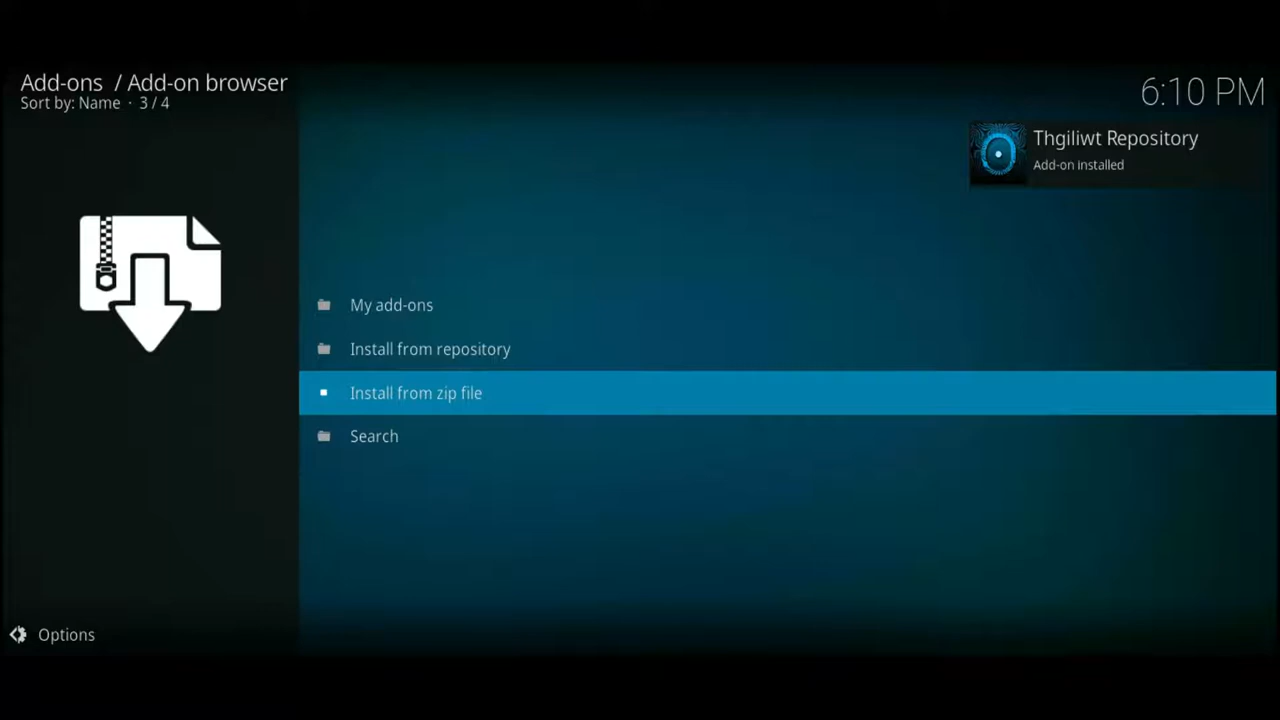 Add-ons / Add-on browser
Sort by: Name · 3 / 4
6:10 PM
Thgiliwt Repository
Add-on installed
My add-ons
Install from repository
Install from zip file
Search
Options